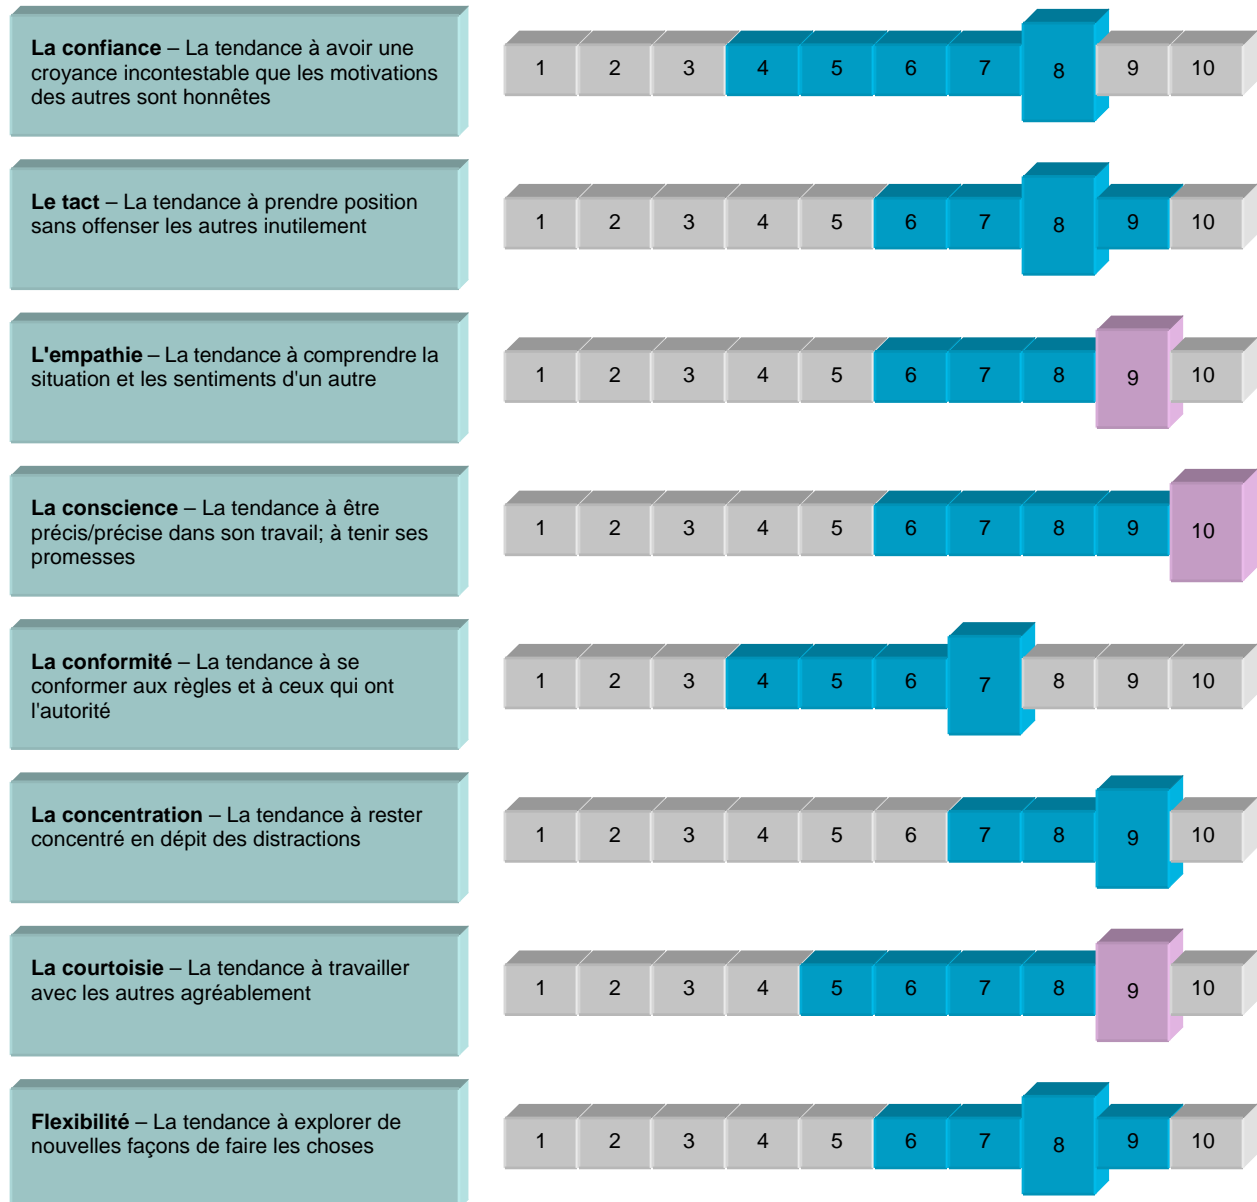 La confiance – La tendance à avoir une
croyance incontestable que les motivations
des autres sont honnêtes
1 2 3 4 5 6 7 8 9 10
Le tact – La tendance à prendre position
sans offenser les autres inutilement
1 2 3 4 5 6 7 8 9 10
L'empathie – La tendance à comprendre la
situation et les sentiments d'un autre
1 2 3 4 5 6 7 8 9 10
La conscience – La tendance à être
précis/précise dans son travail; à tenir ses
promesses
1 2 3 4 5 6 7 8 9 10
La conformité – La tendance à se
conformer aux règles et à ceux qui ont
l'autorité
1 2 3 4 5 6 7 8 9 10
La concentration – La tendance à rester
concentré en dépit des distractions
1 2 3 4 5 6 7 8 9 10
La courtoisie – La tendance à travailler
avec les autres agréablement
1 2 3 4 5 6 7 8 9 10
Flexibilité – La tendance à explorer de
nouvelles façons de faire les choses
1 2 3 4 5 6 7 8 9 10